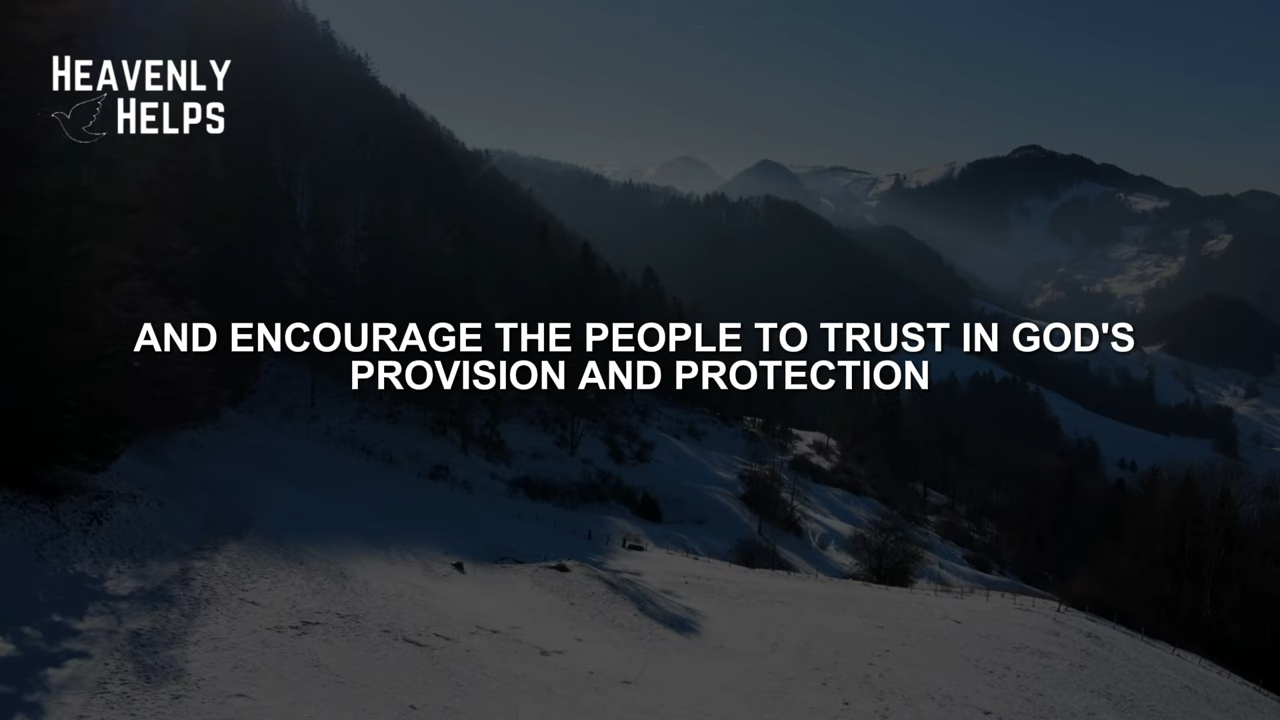 HEAVENLY
HELPS
AND ENCOURAGE THE PEOPLE TO TRUST IN GOD'S
PROVISION AND PROTECTION